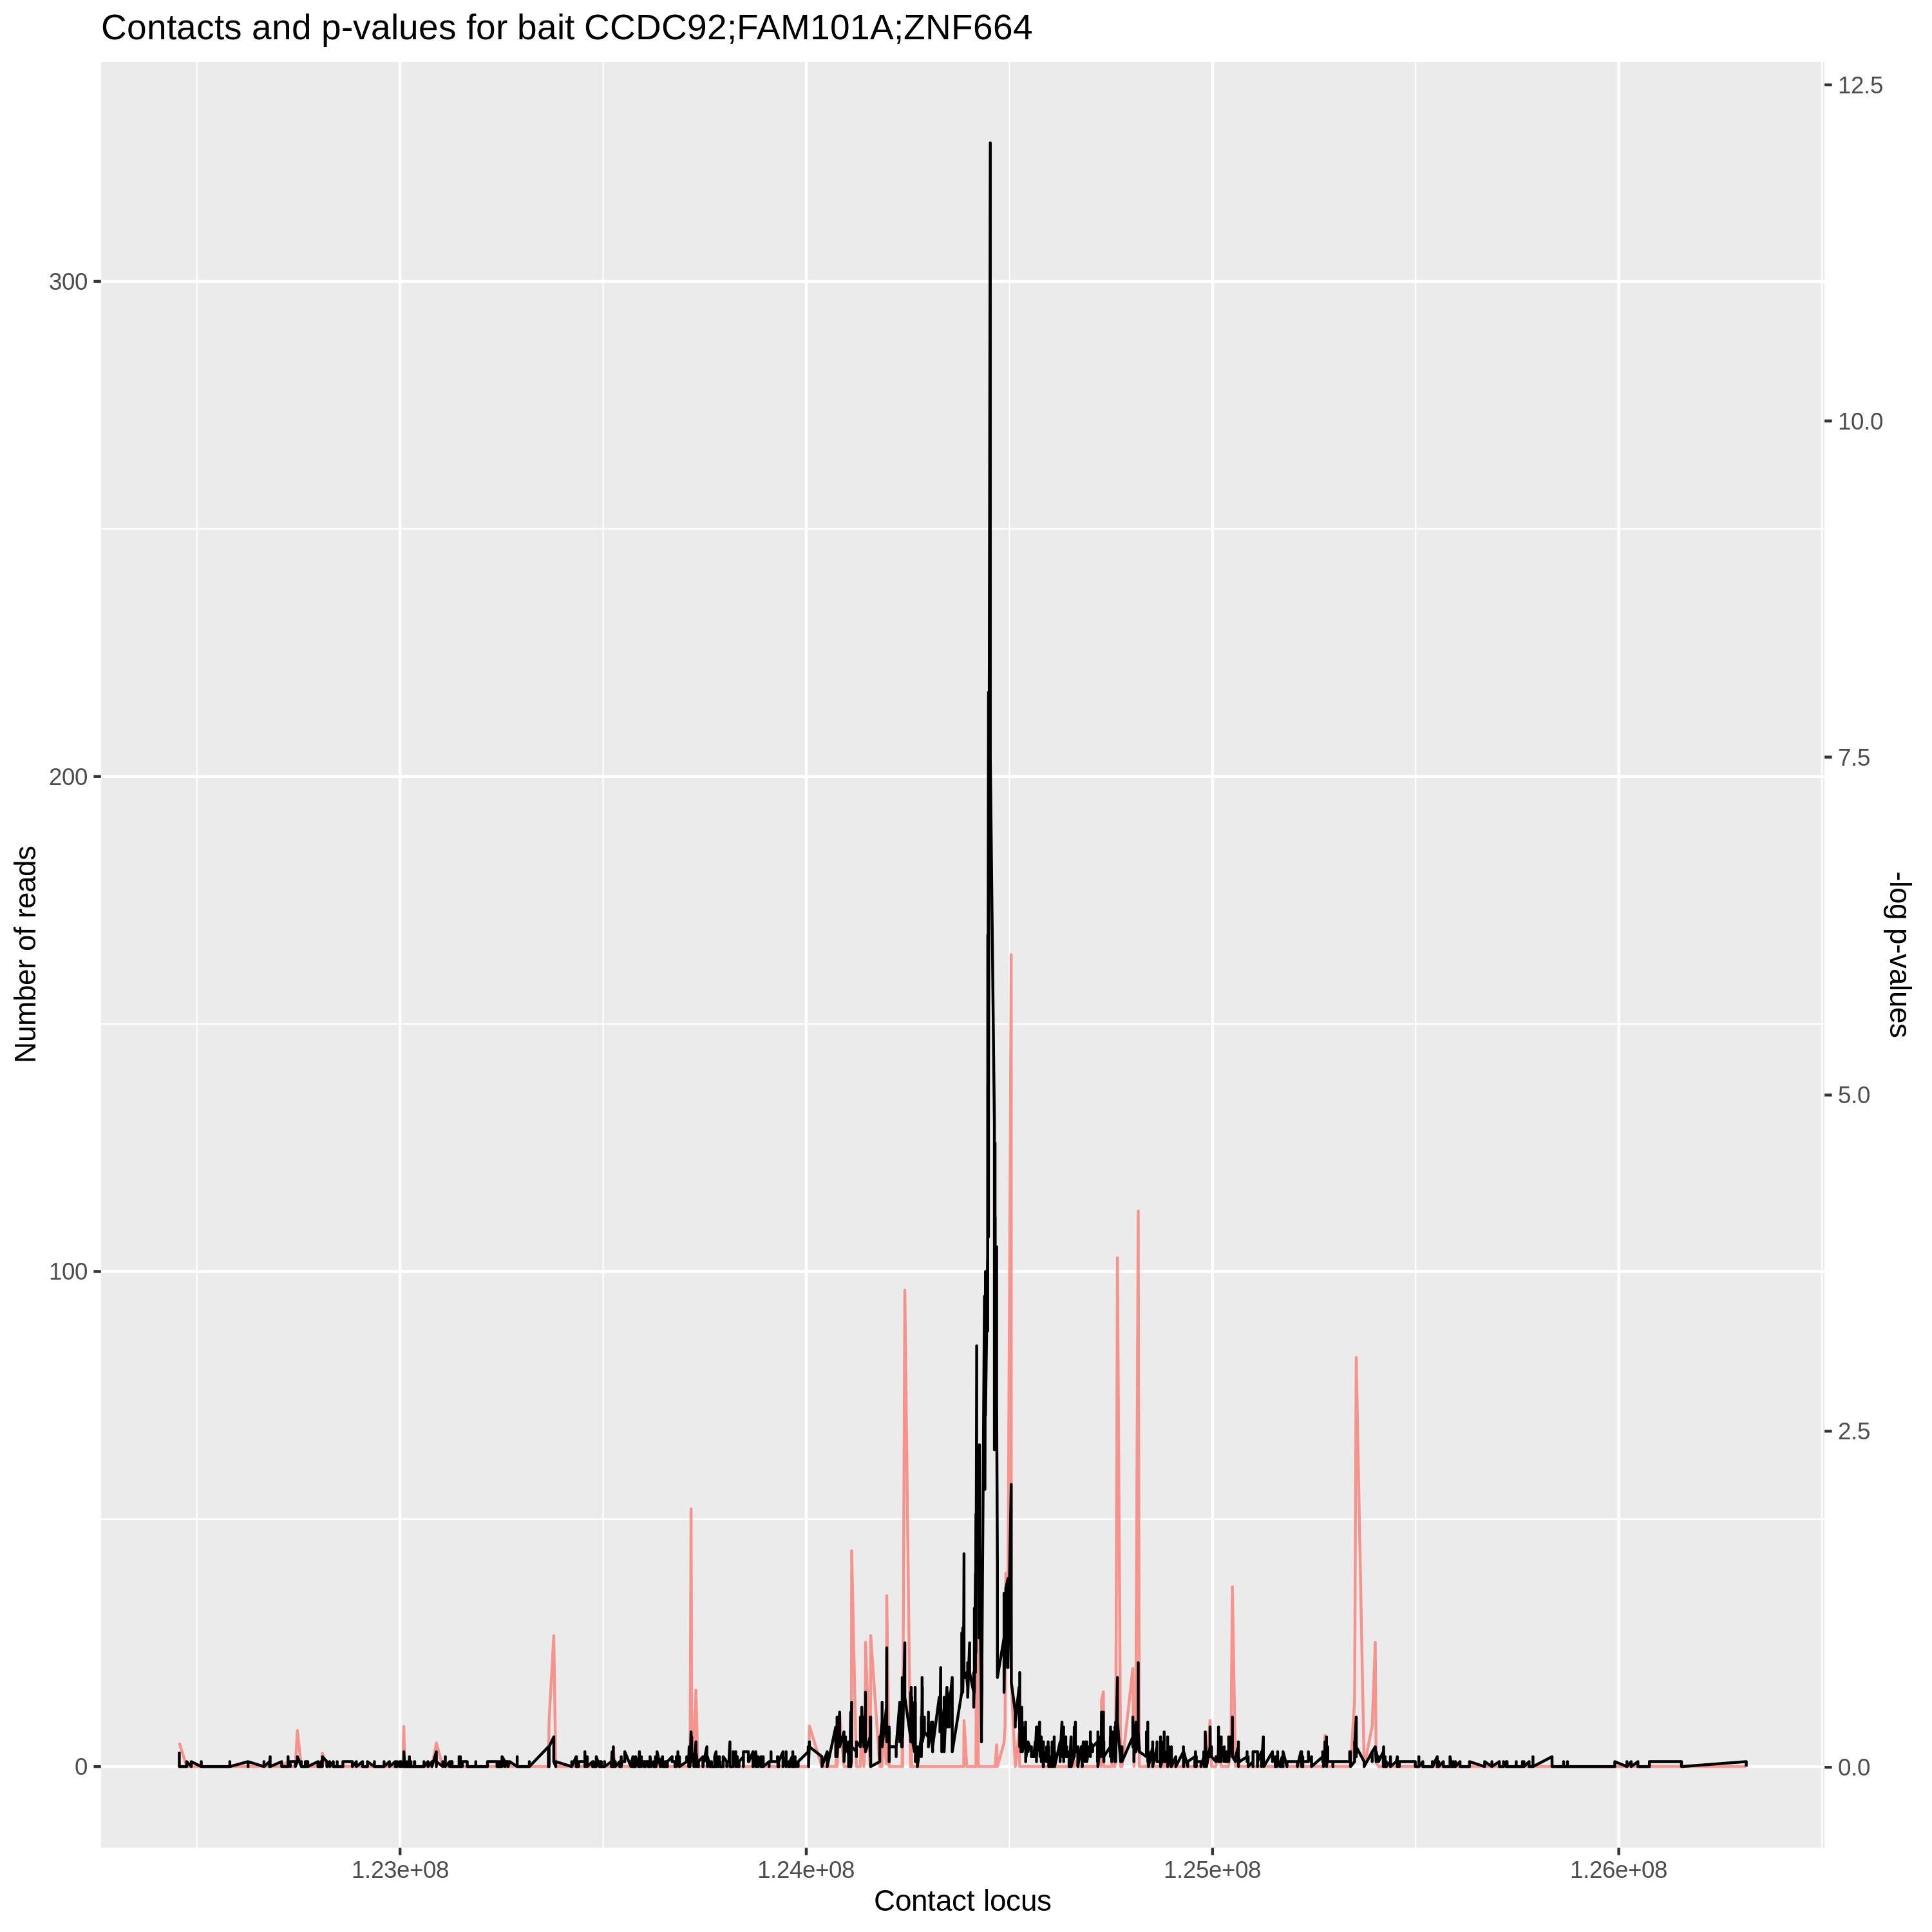 Contacts and p-values for bait CCDC92;FAM101A;ZNF664
12.5
300
10.0
200
7.5
Number of reads
-log p-values
5.0
100
2.5
0
0.0
1.23e+08
1.24e+08
1.25e+08
1.26e+08
Contact locus